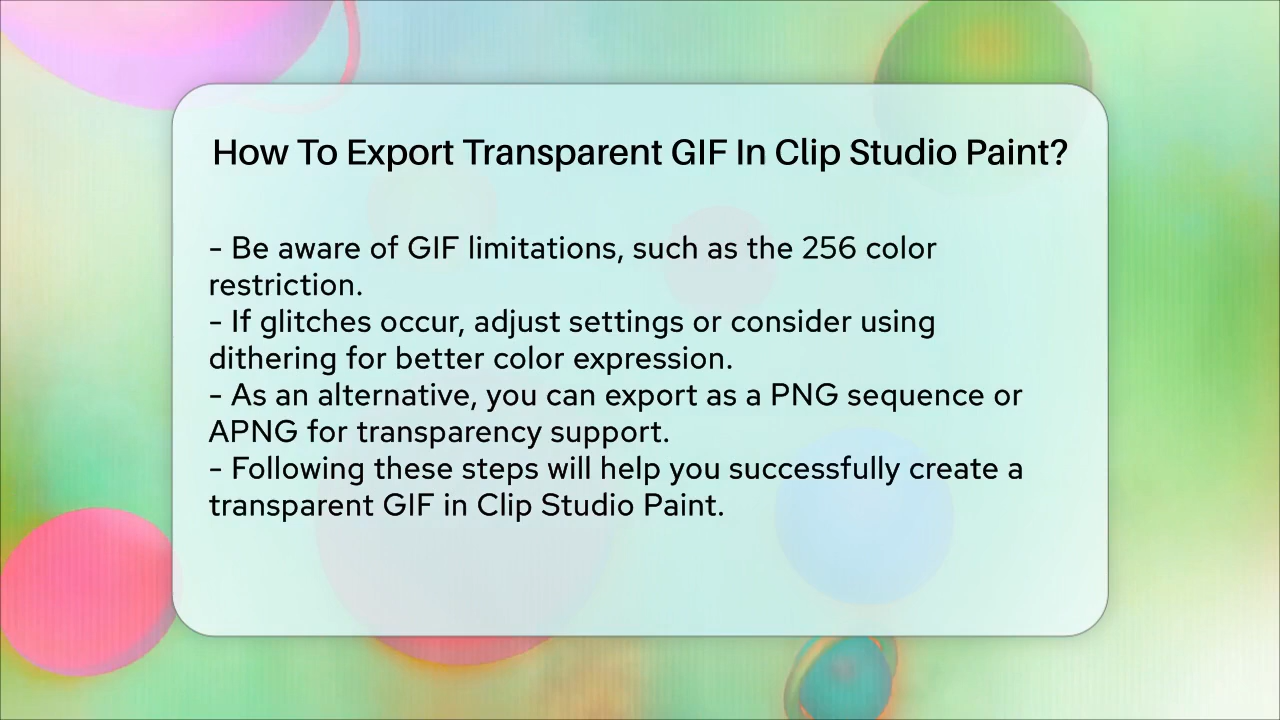 How To Export Transparent GIF In Clip Studio Paint?
- Be aware of GIF limitations, such as the 256 color
restriction.
- If glitches occur, adjust settings or consider using
dithering for better color expression.
- As an alternative, you can export as a PNG sequence or
APNG for transparency support.
- Following these steps will help you successfully create a
transparent GIF in Clip Studio Paint.